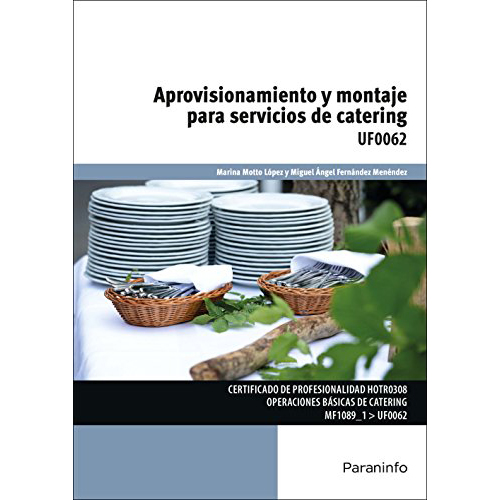 Aprovisionamiento y montaje
para servicios de catering
UF0062
Marina Motto López y Miguel Ángel Fernández Menéndez
CERTIFICADO DE PROFESIONALIDAD HOTR0308
OPERACIONES BÁSICAS DE CATERING
MF1089_1 > UF0062
Paraninfo